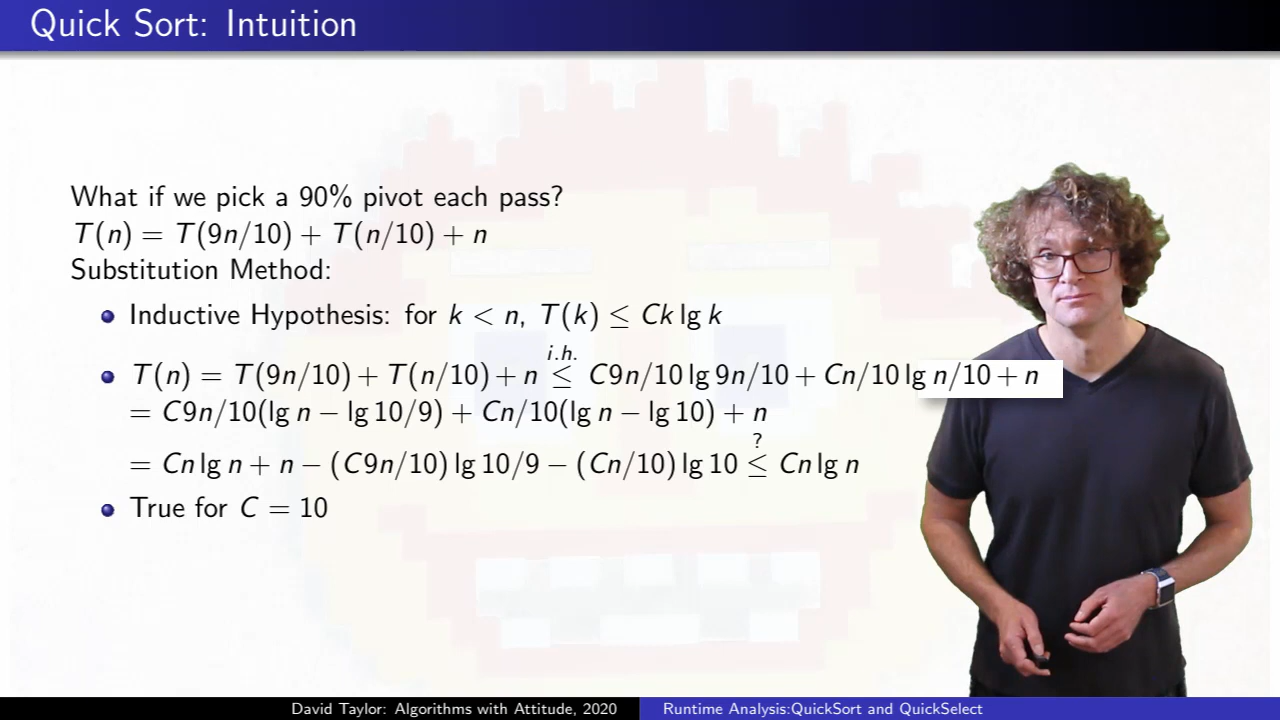 Quick Sort: Intuition
What if we pick a 90% pivot each pass?
T(n) = T(9n/10) + T(n/10) + n
Substitution Method:
Inductive Hypothesis: for k < n, T(k) ≤ Ck lg k
i.h.
T(n) = T(9n/10) + T(n/10) + n ≤ C9n/10 lg 9n/10 + Cn/10 lg n/10 + n
= C9n/10(lg n − lg 10/9) + Cn/10(lg n − lg 10) + n
?
= Cn lg n + n − (C9n/10) lg 10/9 − (Cn/10) lg 10 ≤ Cn lg n
True for C = 10
David Taylor: Algorithms with Attitude, 2020
Runtime Analysis:QuickSort and QuickSelect